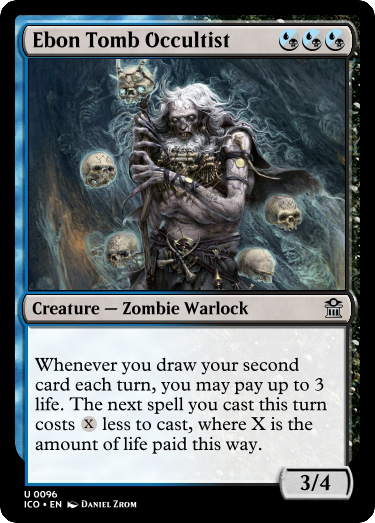 Ebon Tomb Occultist
Creature — Zombie Warlock
Whenever you draw your second
card each turn, you may pay up to 3
life. The next spell you cast this turn
costs X less to cast, where X is the
amount of life paid this way.
3/4
U 0096
ICO • EN Daniel Zrom